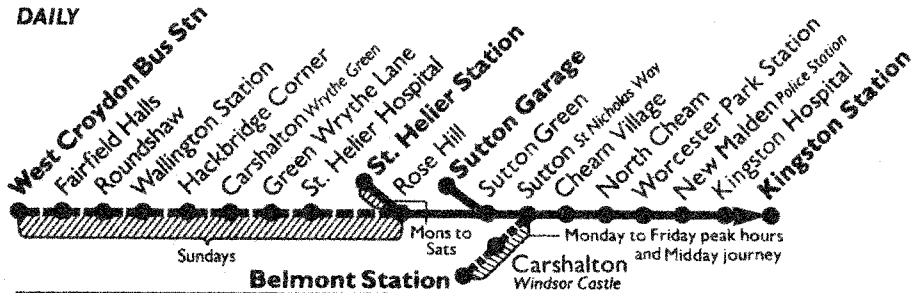 DAILY
West Croydon Bus Stn
Fairfield Halls
Roundshaw
Wallington Station
Hackbridge Corner
Carshalton Wrythe Green
Green Wrythe Lane
St. Helier Hospital
St. Helier Station
Rose Hill
Sutton Garage
Sutton Green
Sutton St Nicholas Way
Cheam Village
North Cheam
Worcester Park Station
New Malden Police Station
Kingston Hospital
Kingston Station
Sundays
Mons to
Sats
Monday to Friday peak hours
and Midday journey
Belmont Station
Carshalton
Windsor Castle